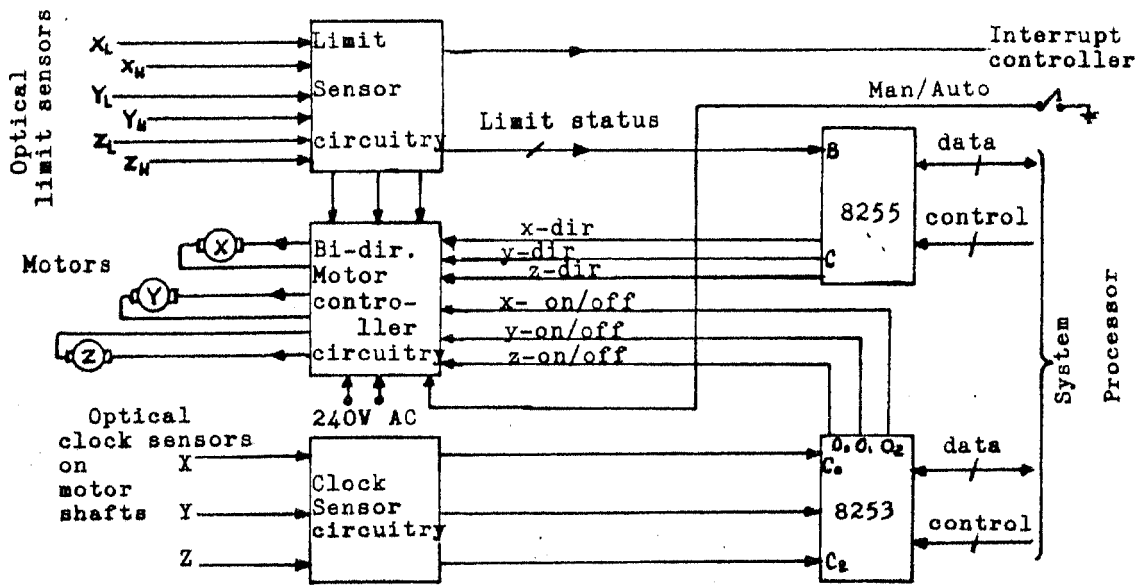 Optical
limit sensors
XL
XH
YL
YH
ZL
ZH
Limit
Sensor
circuitry
Interrupt
controller
Man/Auto
Limit status
B
8255
C
data
control
x-dir
y-dir
z-dir
x- on/off
y-on/off
z-on/off
Motors
X
Y
Z
Bi-dir.
Motor
contro-
ller
circuitry
240V AC
System
Processor
Optical
clock sensors
on
motor
shafts
X
Y
Z
Clock
Sensor
circuitry
O0 O1 O2
C0
8253
C2
data
control